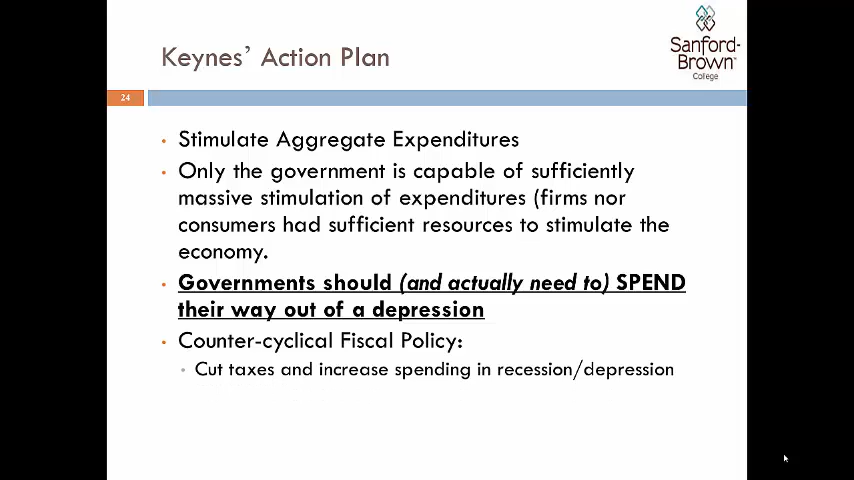 Keynes' Action Plan
Sanford-
Brown™
College
24
• Stimulate Aggregate Expenditures
• Only the government is capable of sufficiently
massive stimulation of expenditures (firms nor
consumers had sufficient resources to stimulate the
economy.
• Governments should (and actually need to) SPEND
their way out of a depression
• Counter-cyclical Fiscal Policy:
• Cut taxes and increase spending in recession/depression